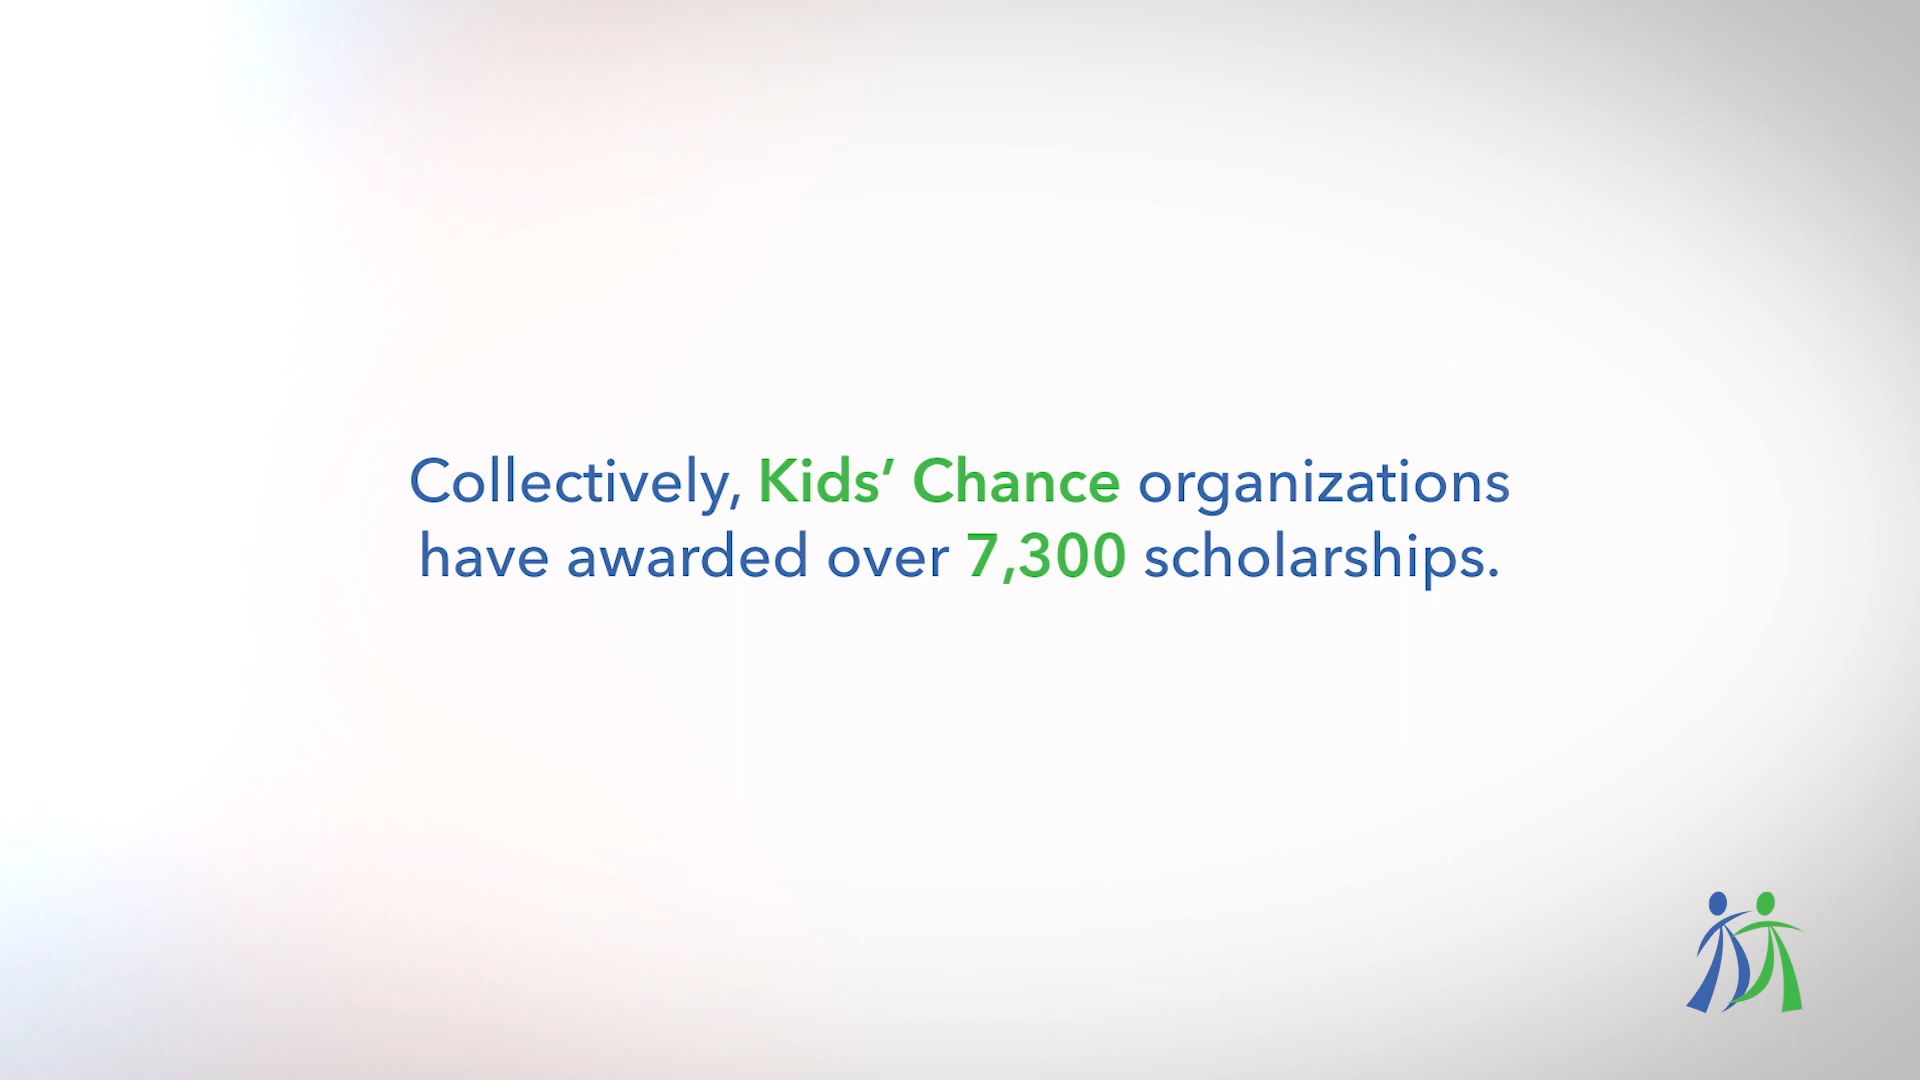 Collectively, Kids’ Chance organizations
have awarded over 7,300 scholarships.